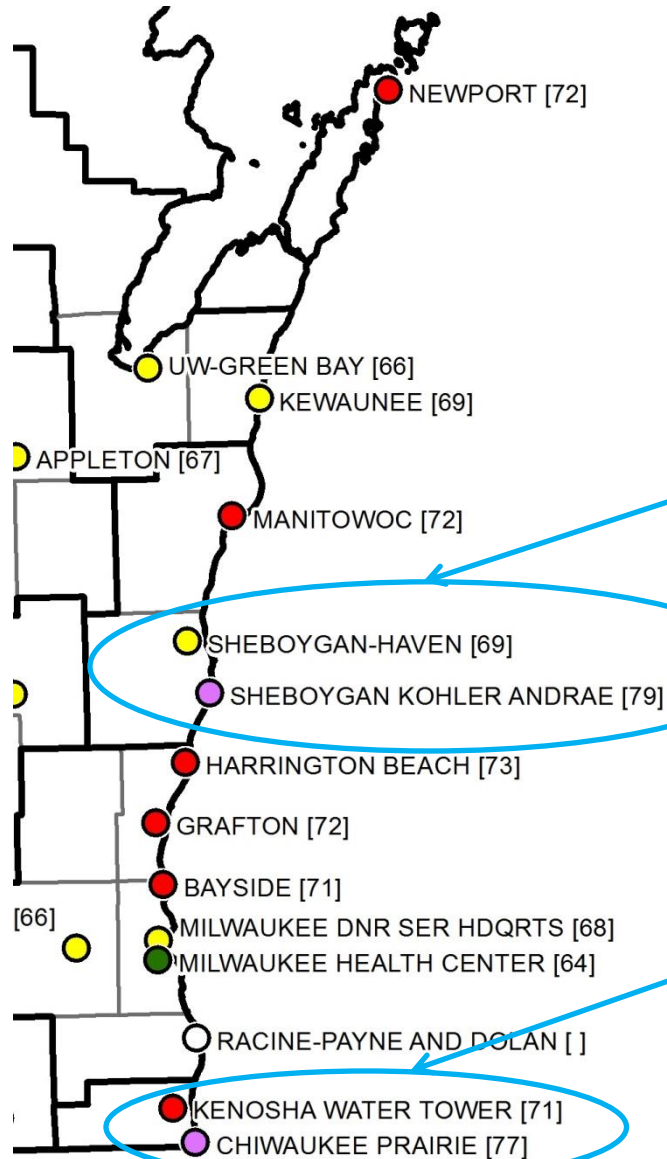 NEWPORT [72]
UW-GREEN BAY [66]
KEWAUNEE [69]
APPLETON [67]
MANITOWOC [72]
SHEBOYGAN-HAVEN [69]
SHEBOYGAN KOHLER ANDRAE [79]
HARRINGTON BEACH [73]
GRAFTON [72]
BAYSIDE [71]
[66]
MILWAUKEE DNR SER HDQRTS [68]
MILWAUKEE HEALTH CENTER [64]
RACINE-PAYNE AND DOLAN [ ]
KENOSHA WATER TOWER [71]
CHIWAUKEE PRAIRIE [77]